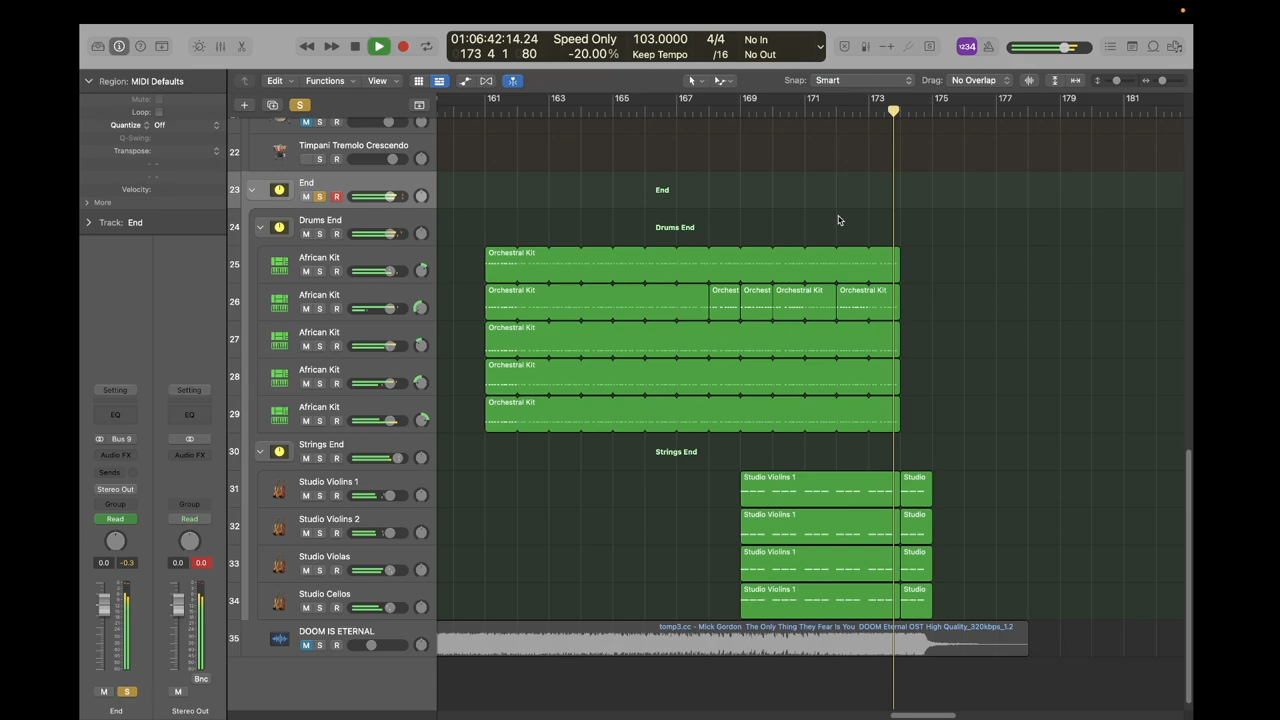 01:06:42:14.24 Speed Only 103.0000 4/4 No In
173 4 1 80 -20.00% Keep Tempo /16 No Out
1234
Region: MIDI Defaults
Edit Functions View
Snap: Smart Drag: No Overlap
Mute:
Loop:
Quantize Off
Q-Swing:
Transpose:
Velocity:
More
Track: End
S
161 163 165 167 169 171 173 175 177 179 181
M S R
22 Timpani Tremolo Crescendo
S R
23 End End
M S R
24 Drums End Drums End
M S R
25 African Kit Orchestral Kit
M S R
26 African Kit Orchestral Kit Orchest Orchest Orchestral Kit Orchestral Kit
M S R
27 African Kit Orchestral Kit
M S R
28 African Kit Orchestral Kit
M S R
29 African Kit Orchestral Kit
M S R
30 Strings End Strings End
M S R
31 Studio Violins 1 Studio Violins 1 Studio
M S R
32 Studio Violins 2 Studio Violins 1 Studio
M S R
33 Studio Violas Studio Violins 1 Studio
M S R
34 Studio Cellos Studio Violins 1 Studio
M S R
35 DOOM IS ETERNAL tomp3.cc - Mick Gordon The Only Thing They Fear Is You DOOM Eternal OST High Quality_320kbps_1.2
M S R
Setting Setting
EQ EQ
Bus 9
Audio FX Audio FX
Sends
Stereo Out
Group Group
Read Read
0.0 -0.3 0.0 0.0
Bnc
M S M
End Stereo Out